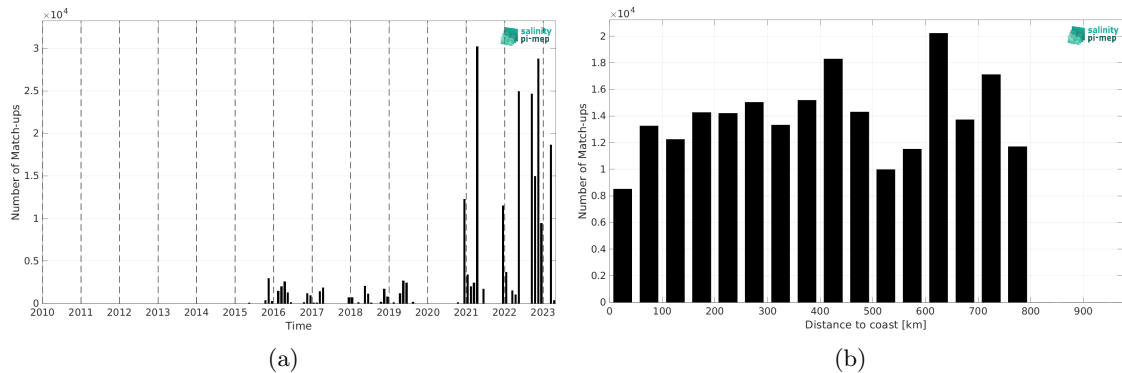 ×10⁴
salinity
pi-mep
3
2.5
2
1.5
1
0.5
0
Number of Match-ups
2010 2011 2012 2013 2014 2015 2016 2017 2018 2019 2020 2021 2022 2023
Time
(a)
×10⁴
salinity
pi-mep
2
1.8
1.6
1.4
1.2
1
0.8
0.6
0.4
0.2
0
Number of Match-ups
0 100 200 300 400 500 600 700 800 900
Distance to coast [km]
(b)